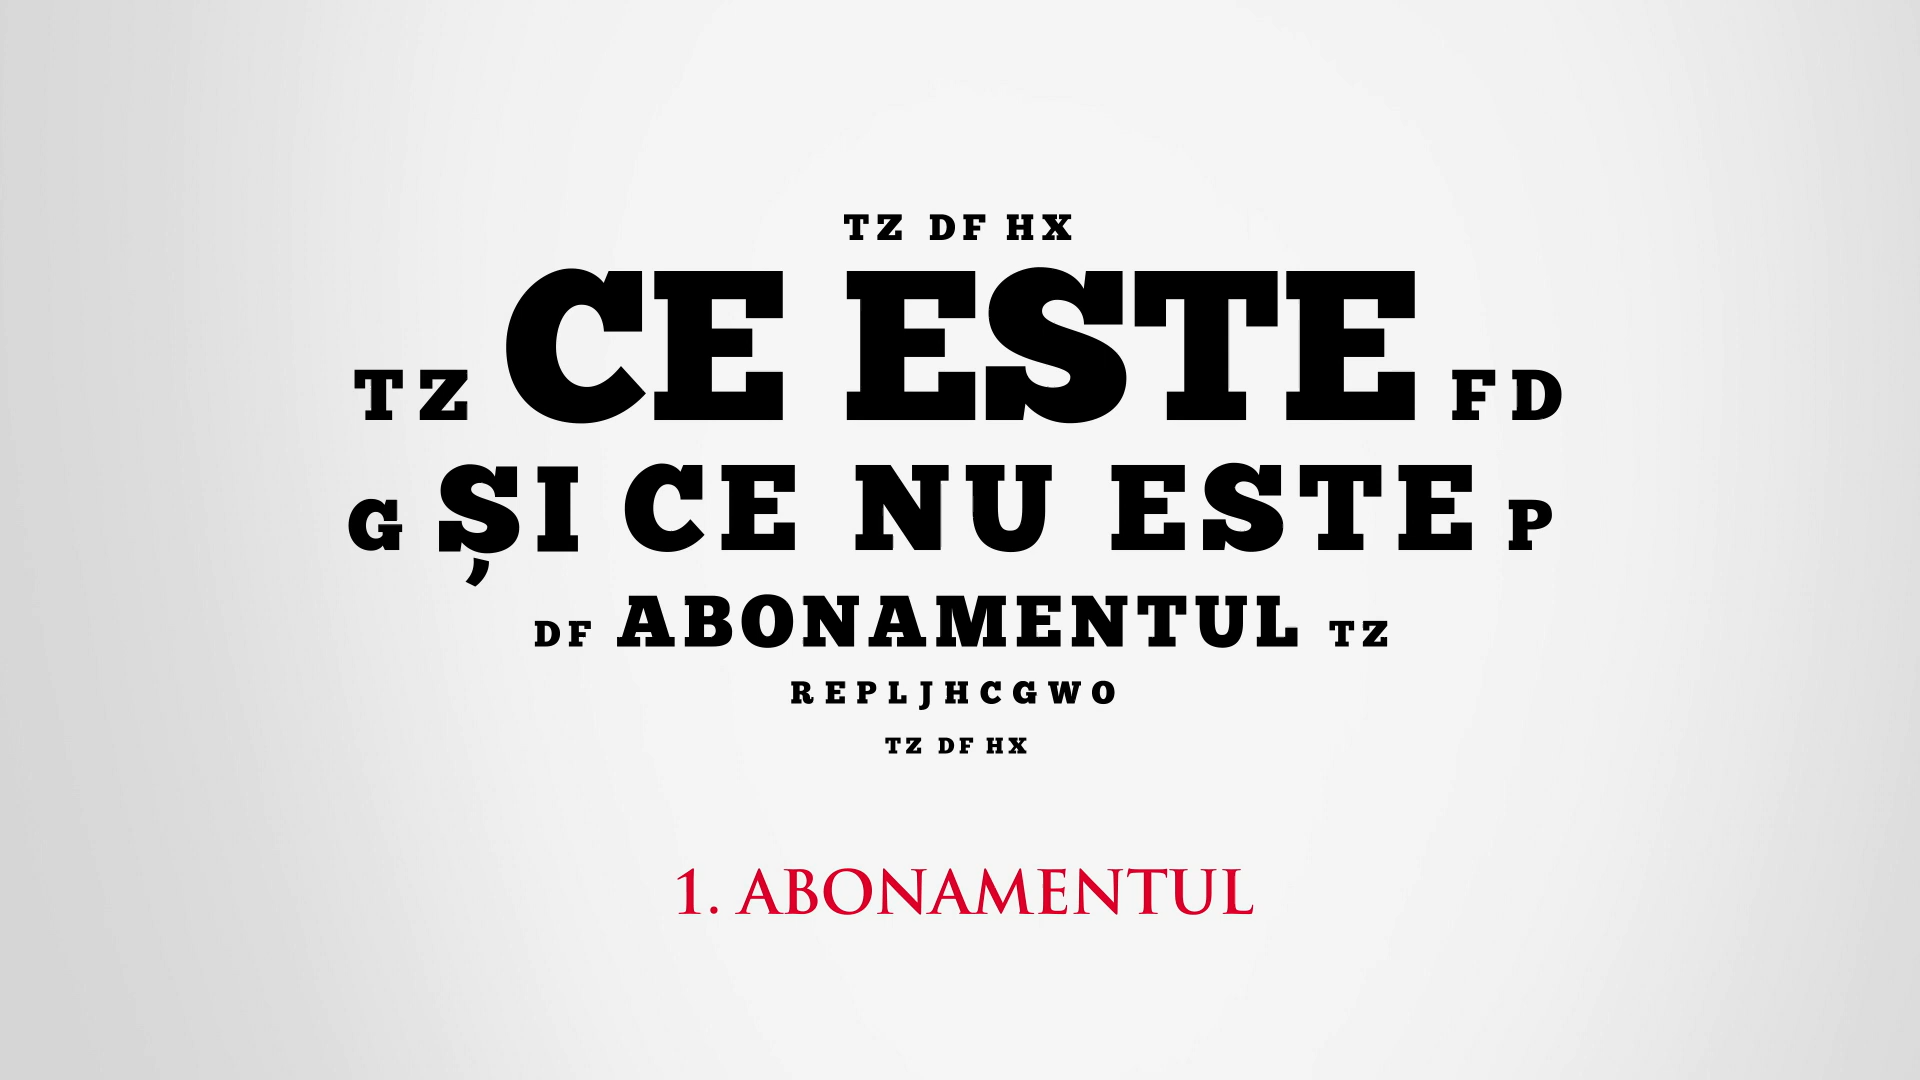 TZ DF HX
TZ CE ESTE FD
G ȘI CE NU ESTE P
DF ABONAMENTUL TZ
REPLJHCGWO
TZ DF HX
1. ABONAMENTUL